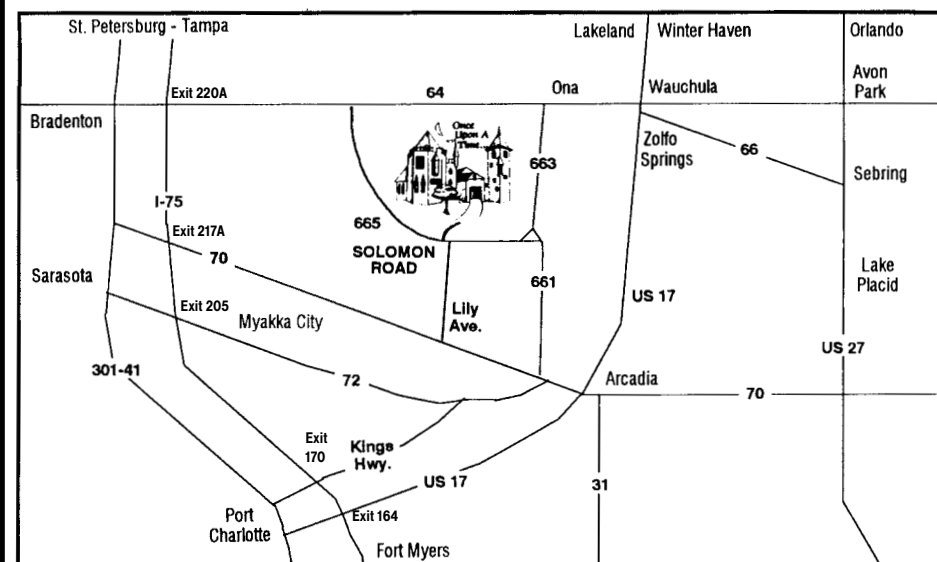 St. Petersburg - Tampa
Lakeland
Winter Haven
Orlando
Exit 220A
64
Ona
Wauchula
Avon
Park
Bradenton
Once
Upon A
Time
663
Zolfo
Springs
66
Sebring
I-75
665
Exit 217A
70
SOLOMON
ROAD
Sarasota
661
Lake
Placid
Exit 205
Myakka City
Lily
Ave.
US 17
US 27
301-41
72
Arcadia
70
Exit
170
Kings
Hwy.
US 17
31
Port
Charlotte
Exit 164
Fort Myers